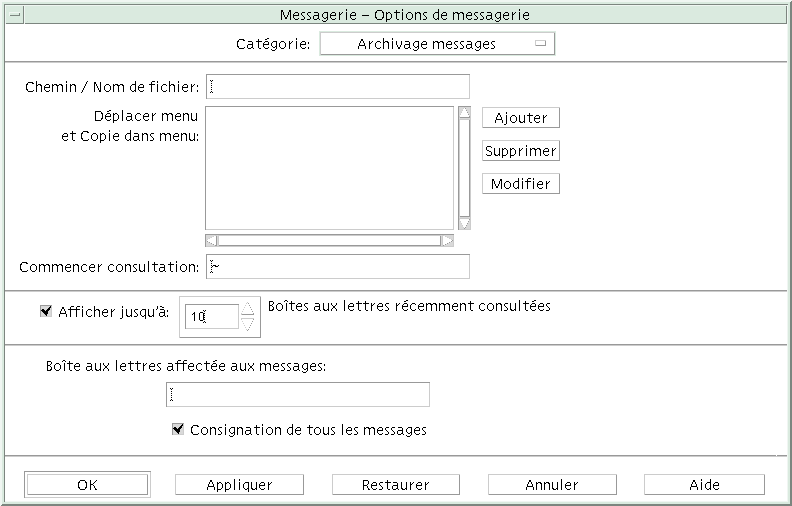 Messagerie – Options de messagerie
Catégorie: Archivage messages
Chemin / Nom de fichier:
Déplacer menu
et Copie dans menu:
Ajouter
Supprimer
Modifier
Commencer consultation: ~
Afficher jusqu'à: 10 Boîtes aux lettres récemment consultées
Boîte aux lettres affectée aux messages:
Consignation de tous les messages
OK Appliquer Restaurer Annuler Aide